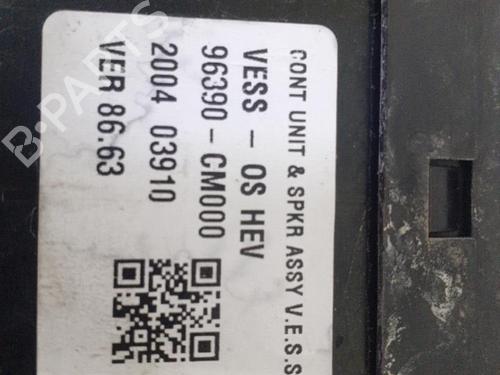 CONT UNIT & SPKR ASSY V.E.S.S
VESS - OS HEV
96390-CM000
2004 03910
VER 86.63
B-PARTS